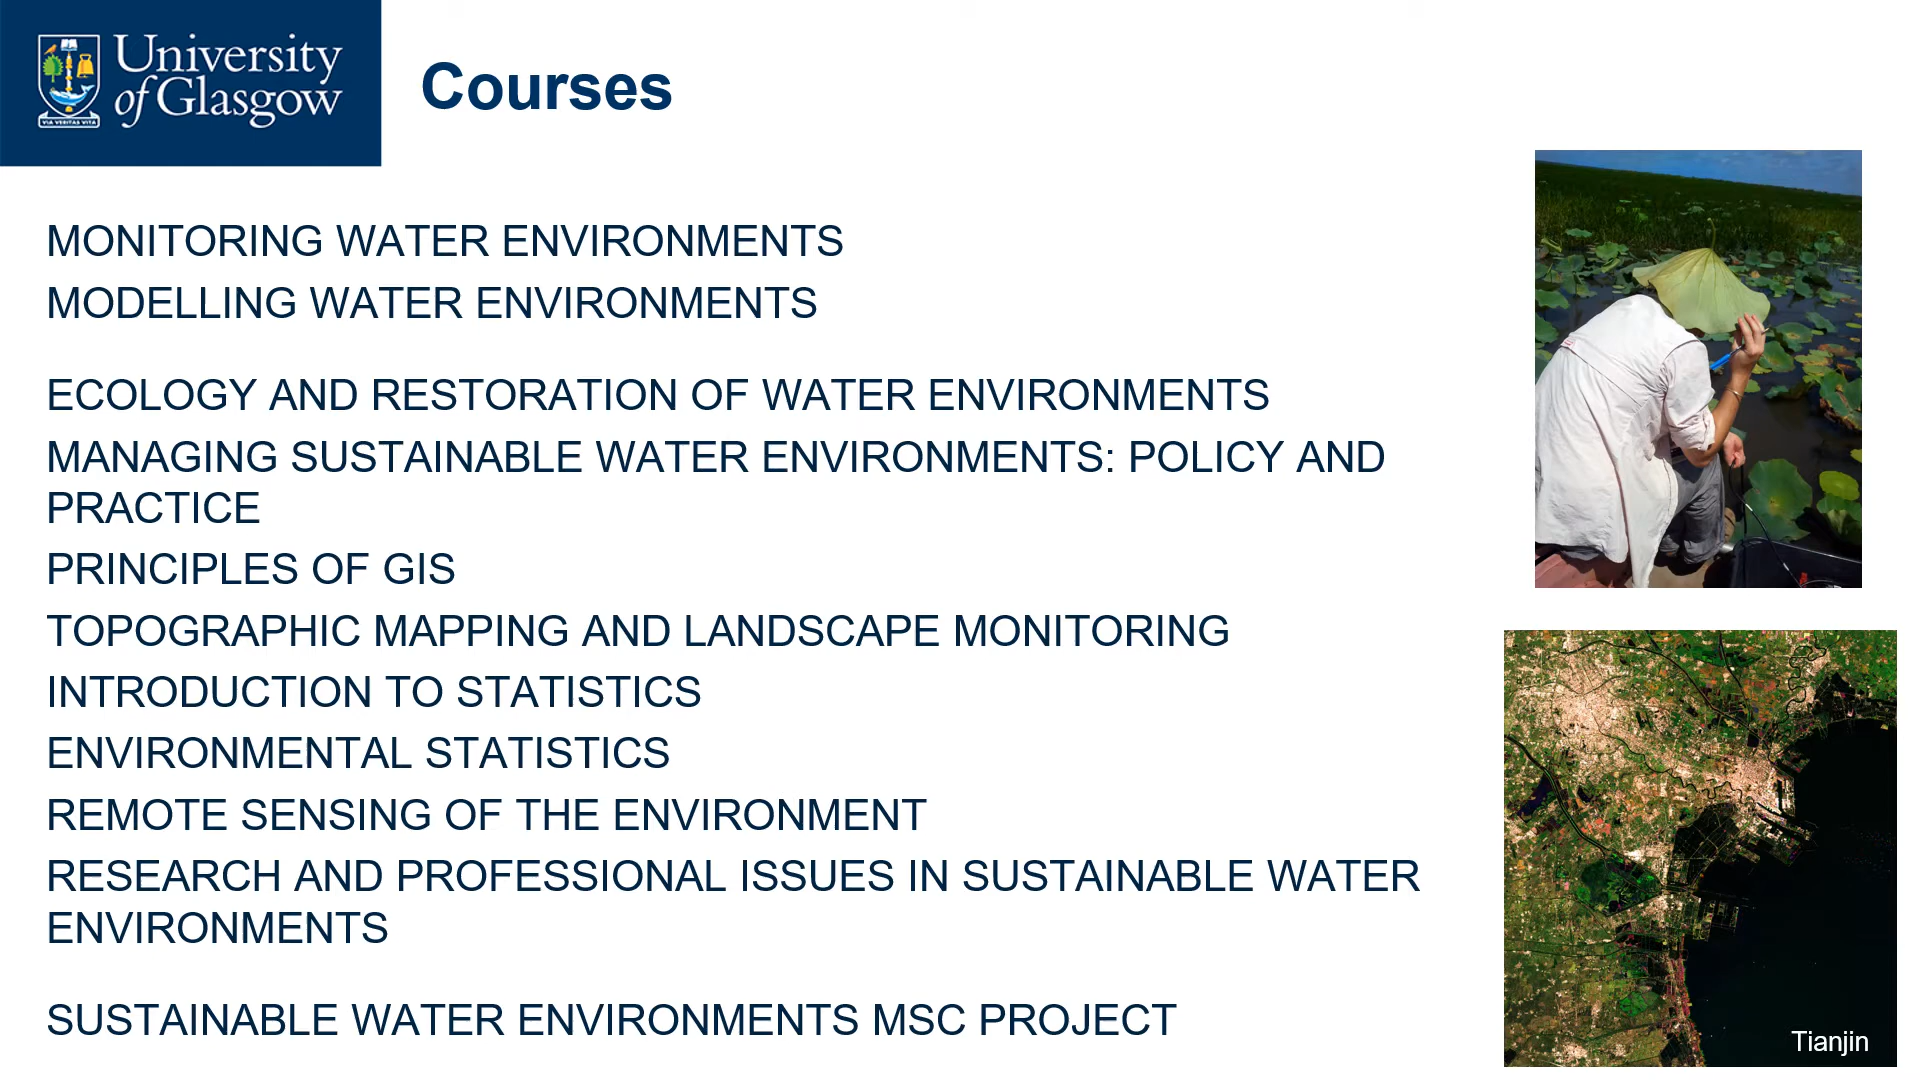 University
of Glasgow
VIA VERITAS VITA
Courses
MONITORING WATER ENVIRONMENTS
MODELLING WATER ENVIRONMENTS
ECOLOGY AND RESTORATION OF WATER ENVIRONMENTS
MANAGING SUSTAINABLE WATER ENVIRONMENTS: POLICY AND
PRACTICE
PRINCIPLES OF GIS
TOPOGRAPHIC MAPPING AND LANDSCAPE MONITORING
INTRODUCTION TO STATISTICS
ENVIRONMENTAL STATISTICS
REMOTE SENSING OF THE ENVIRONMENT
RESEARCH AND PROFESSIONAL ISSUES IN SUSTAINABLE WATER
ENVIRONMENTS
SUSTAINABLE WATER ENVIRONMENTS MSC PROJECT
Tianjin